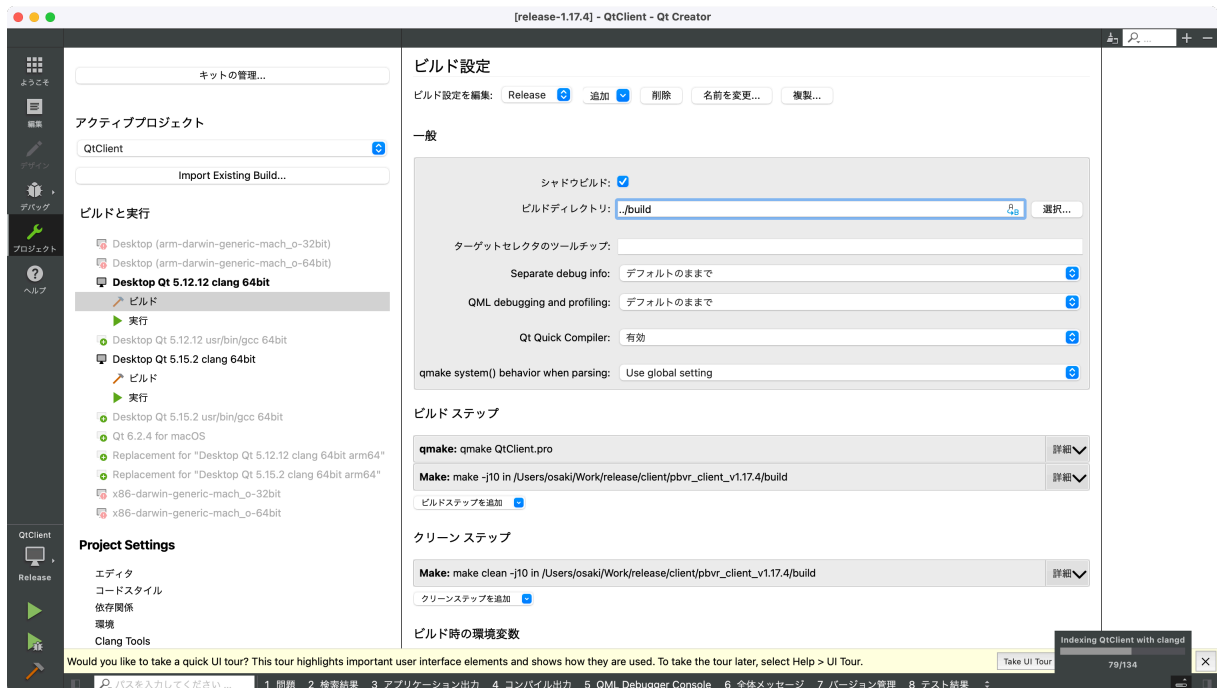 [release-1.17.4] - QtClient - Qt Creator
ようこそ
編集
デザイン
デバッグ
プロジェクト
ヘルプ
QtClient
Release
キットの管理...
アクティブプロジェクト
QtClient
Import Existing Build...
ビルドと実行
Desktop (arm-darwin-generic-mach_o-32bit)
Desktop (arm-darwin-generic-mach_o-64bit)
Desktop Qt 5.12.12 clang 64bit
ビルド
実行
Desktop Qt 5.12.12 usr/bin/gcc 64bit
Desktop Qt 5.15.2 clang 64bit
ビルド
実行
Desktop Qt 5.15.2 usr/bin/gcc 64bit
Qt 6.2.4 for macOS
Replacement for "Desktop Qt 5.12.12 clang 64bit arm64"
Replacement for "Desktop Qt 5.15.2 clang 64bit arm64"
x86-darwin-generic-mach_o-32bit
x86-darwin-generic-mach_o-64bit
Project Settings
エディタ
コードスタイル
依存関係
環境
Clang Tools
ビルド設定
ビルド設定を編集: Release 追加 削除 名前を変更... 複製...
一般
シャドウビルド:
ビルドディレクトリ: ../build 選択...
ターゲットセレクタのツールチップ:
Separate debug info: デフォルトのままで
QML debugging and profiling: デフォルトのままで
Qt Quick Compiler: 有効
qmake system() behavior when parsing: Use global setting
ビルド ステップ
qmake: qmake QtClient.pro 詳細
Make: make -j10 in /Users/osaki/Work/release/client/pbvr_client_v1.17.4/build 詳細
ビルドステップを追加
クリーン ステップ
Make: make clean -j10 in /Users/osaki/Work/release/client/pbvr_client_v1.17.4/build 詳細
クリーンステップを追加
ビルド時の環境変数
Indexing QtClient with clangd
79/134
Would you like to take a quick UI tour? This tour highlights important user interface elements and shows how they are used. To take the tour later, select Help > UI Tour. Take UI Tour
パスを入力してください ... 1 問題 2 検索結果 3 アプリケーション出力 4 コンパイル出力 5 QML Debugger Console 6 全体メッセージ 7 バージョン管理 8 テスト結果